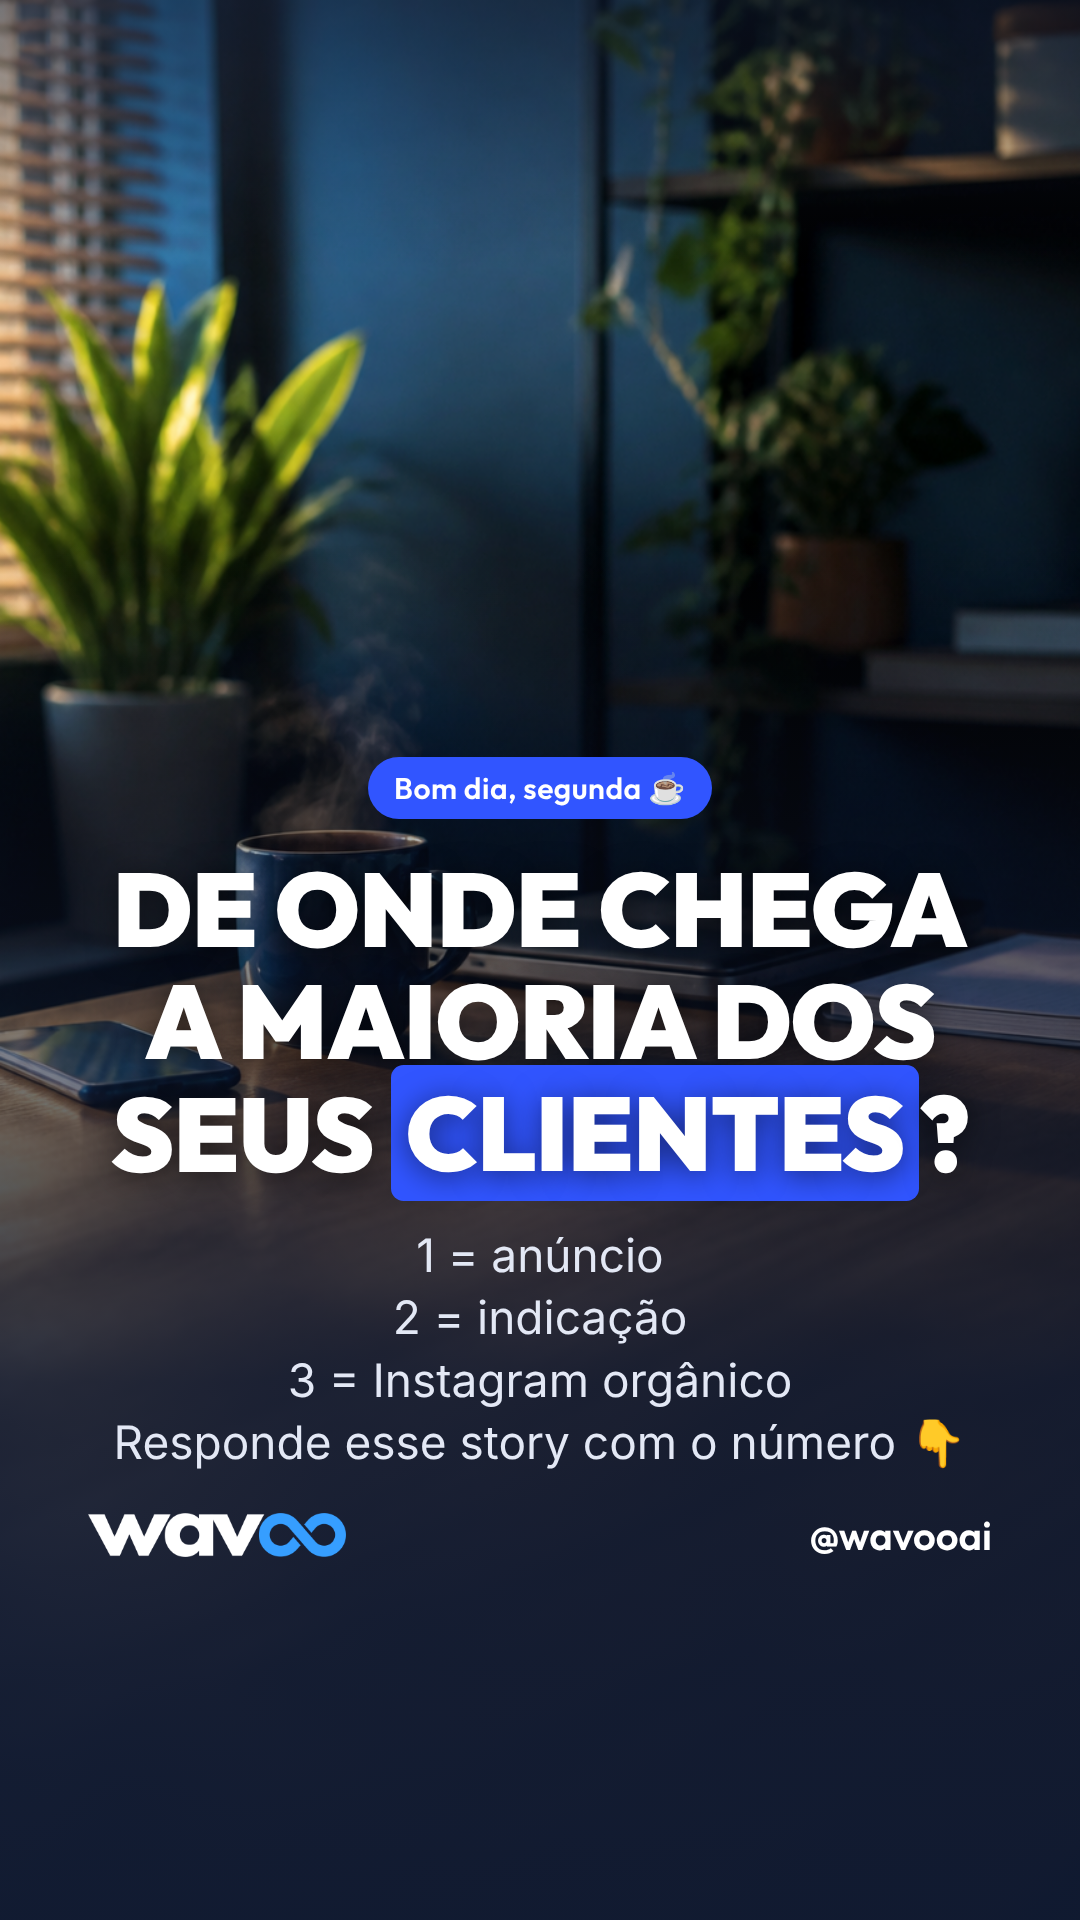 Bom dia, segunda ☕
DE ONDE CHEGA
A MAIORIA DOS
SEUS CLIENTES?
1 = anúncio
2 = indicação
3 = Instagram orgânico
Responde esse story com o número 👇
wavoo
@wavooai